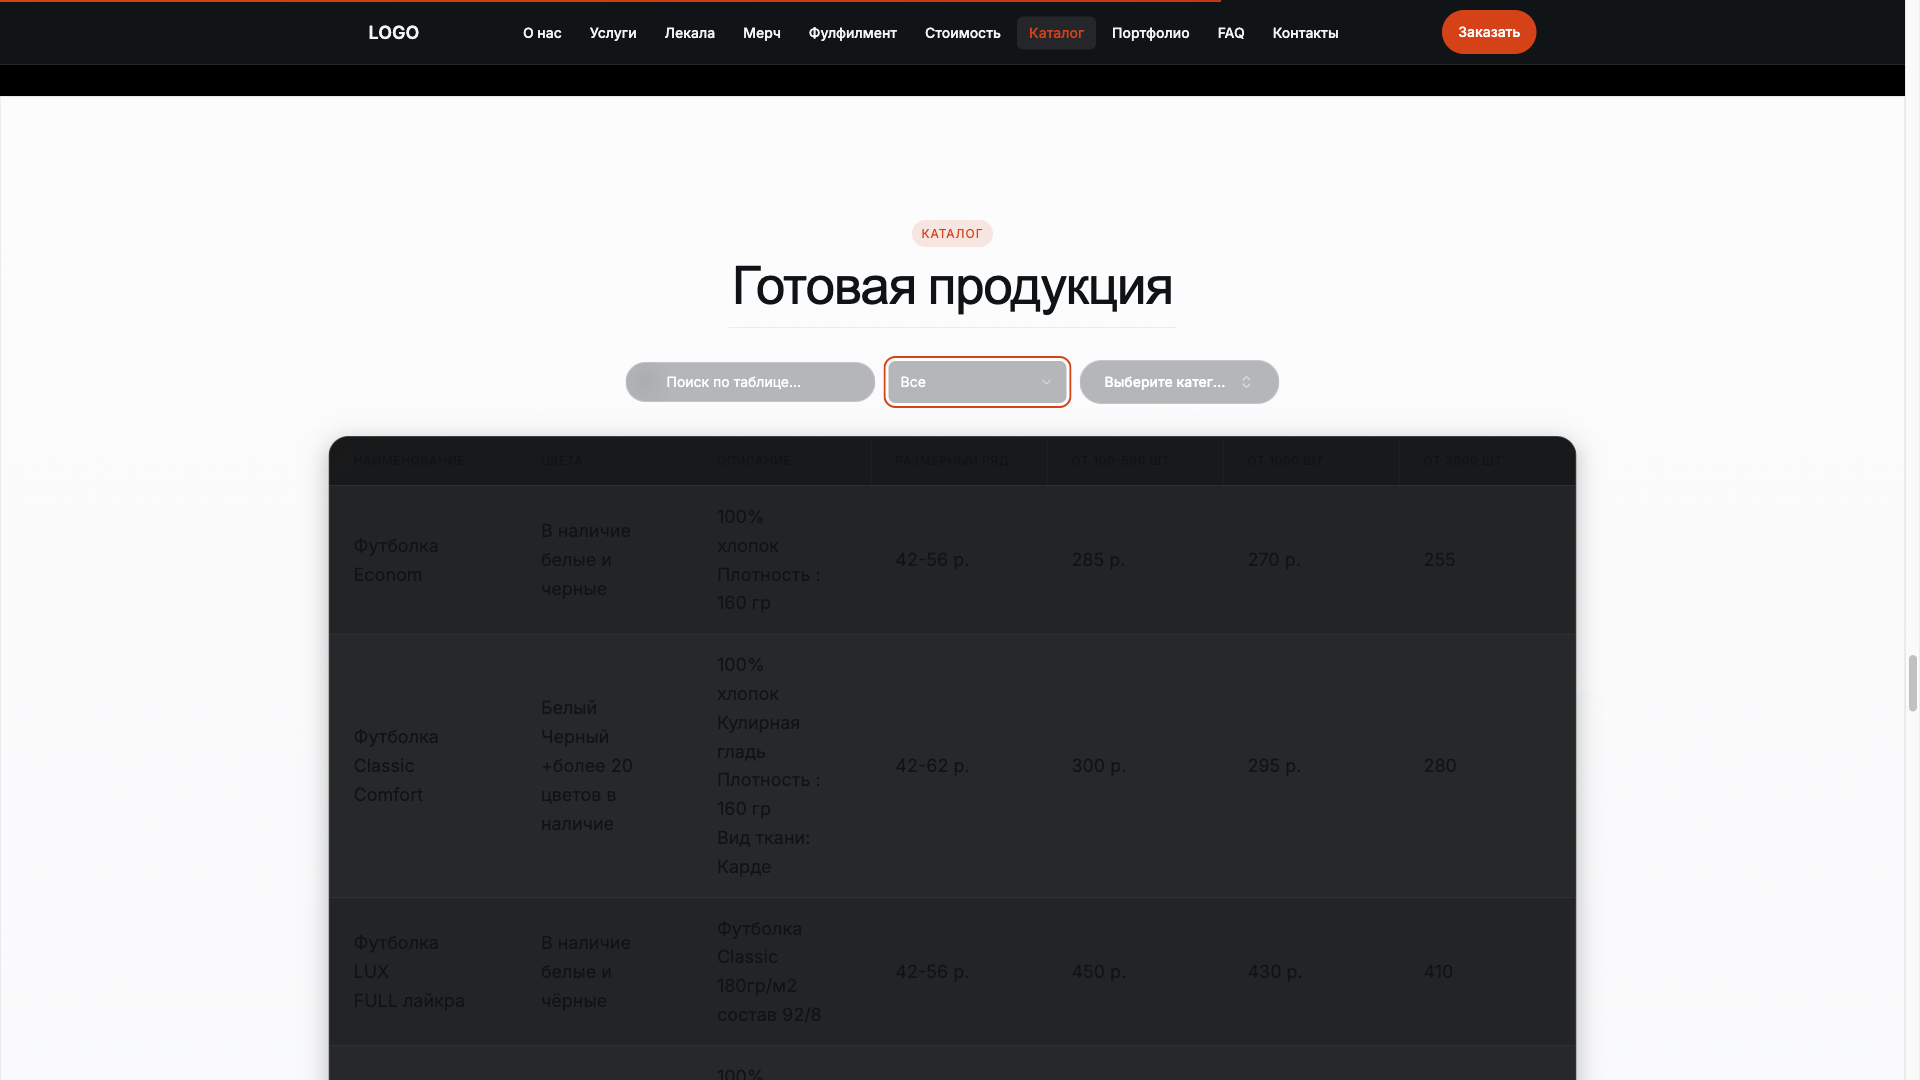 LOGO
О нас
Услуги
Лекала
Мерч
Фулфилмент
Стоимость
Каталог
Портфолио
FAQ
Контакты
Заказать
КАТАЛОГ
Готовая продукция
Поиск по таблице...
Все
Выберите катег...
НАИМЕНОВАНИЕ
ЦВЕТА
ОПИСАНИЕ
РАЗМЕРНЫЙ РЯД
ОТ 100-500 ШТ
ОТ 1000 ШТ
ОТ 3000 ШТ
Футболка
Econom
В наличие
белые и
черные
100%
хлопок
Плотность :
160 гр
42-56 р.
285 р.
270 р.
255
Футболка
Classic
Comfort
Белый
Черный
+более 20
цветов в
наличие
100%
хлопок
Кулирная
гладь
Плотность :
160 гр
Вид ткани:
Карде
42-62 р.
300 р.
295 р.
280
Футболка
LUX
FULL лайкра
В наличие
белые и
чёрные
Футболка
Classic
180гр/м2
состав 92/8
42-56 р.
450 р.
430 р.
410
100%